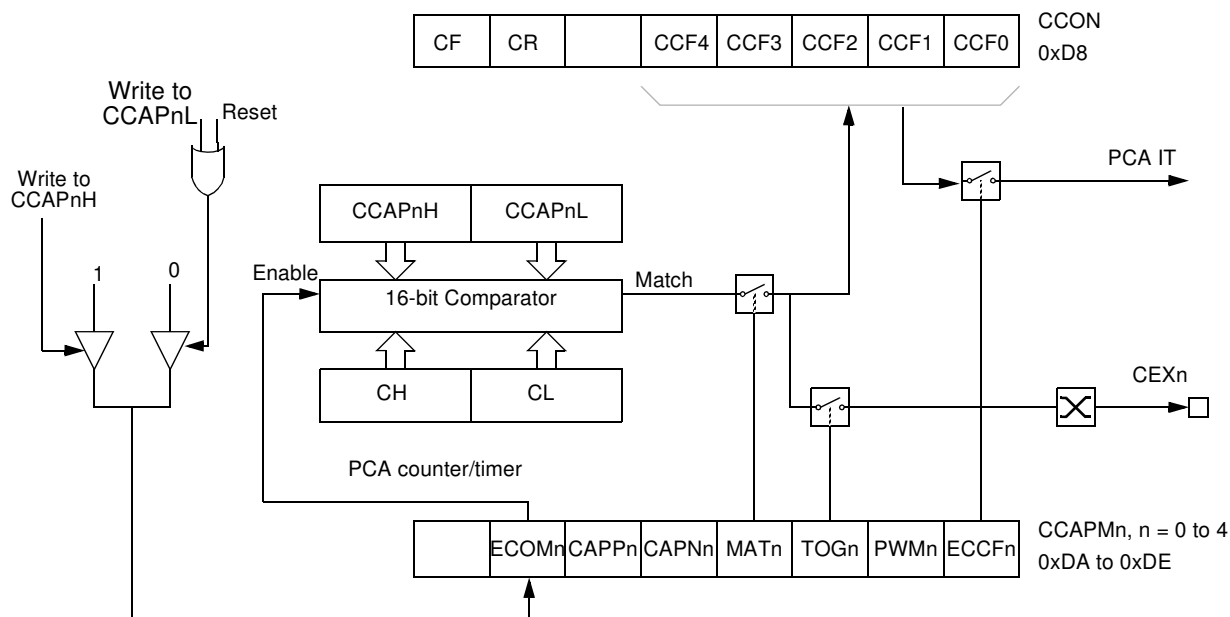 CF CR CCF4 CCF3 CCF2 CCF1 CCF0
CCON
0xD8
Write to
CCAPnL
Reset
Write to
CCAPnH
1
0
PCA IT
CCAPnH CCAPnL
Enable
16-bit Comparator
Match
CH CL
CEXn
PCA counter/timer
ECOMn CAPPn CAPNn MATn TOGn PWMn ECCFn
CCAPMn, n = 0 to 4
0xDA to 0xDE